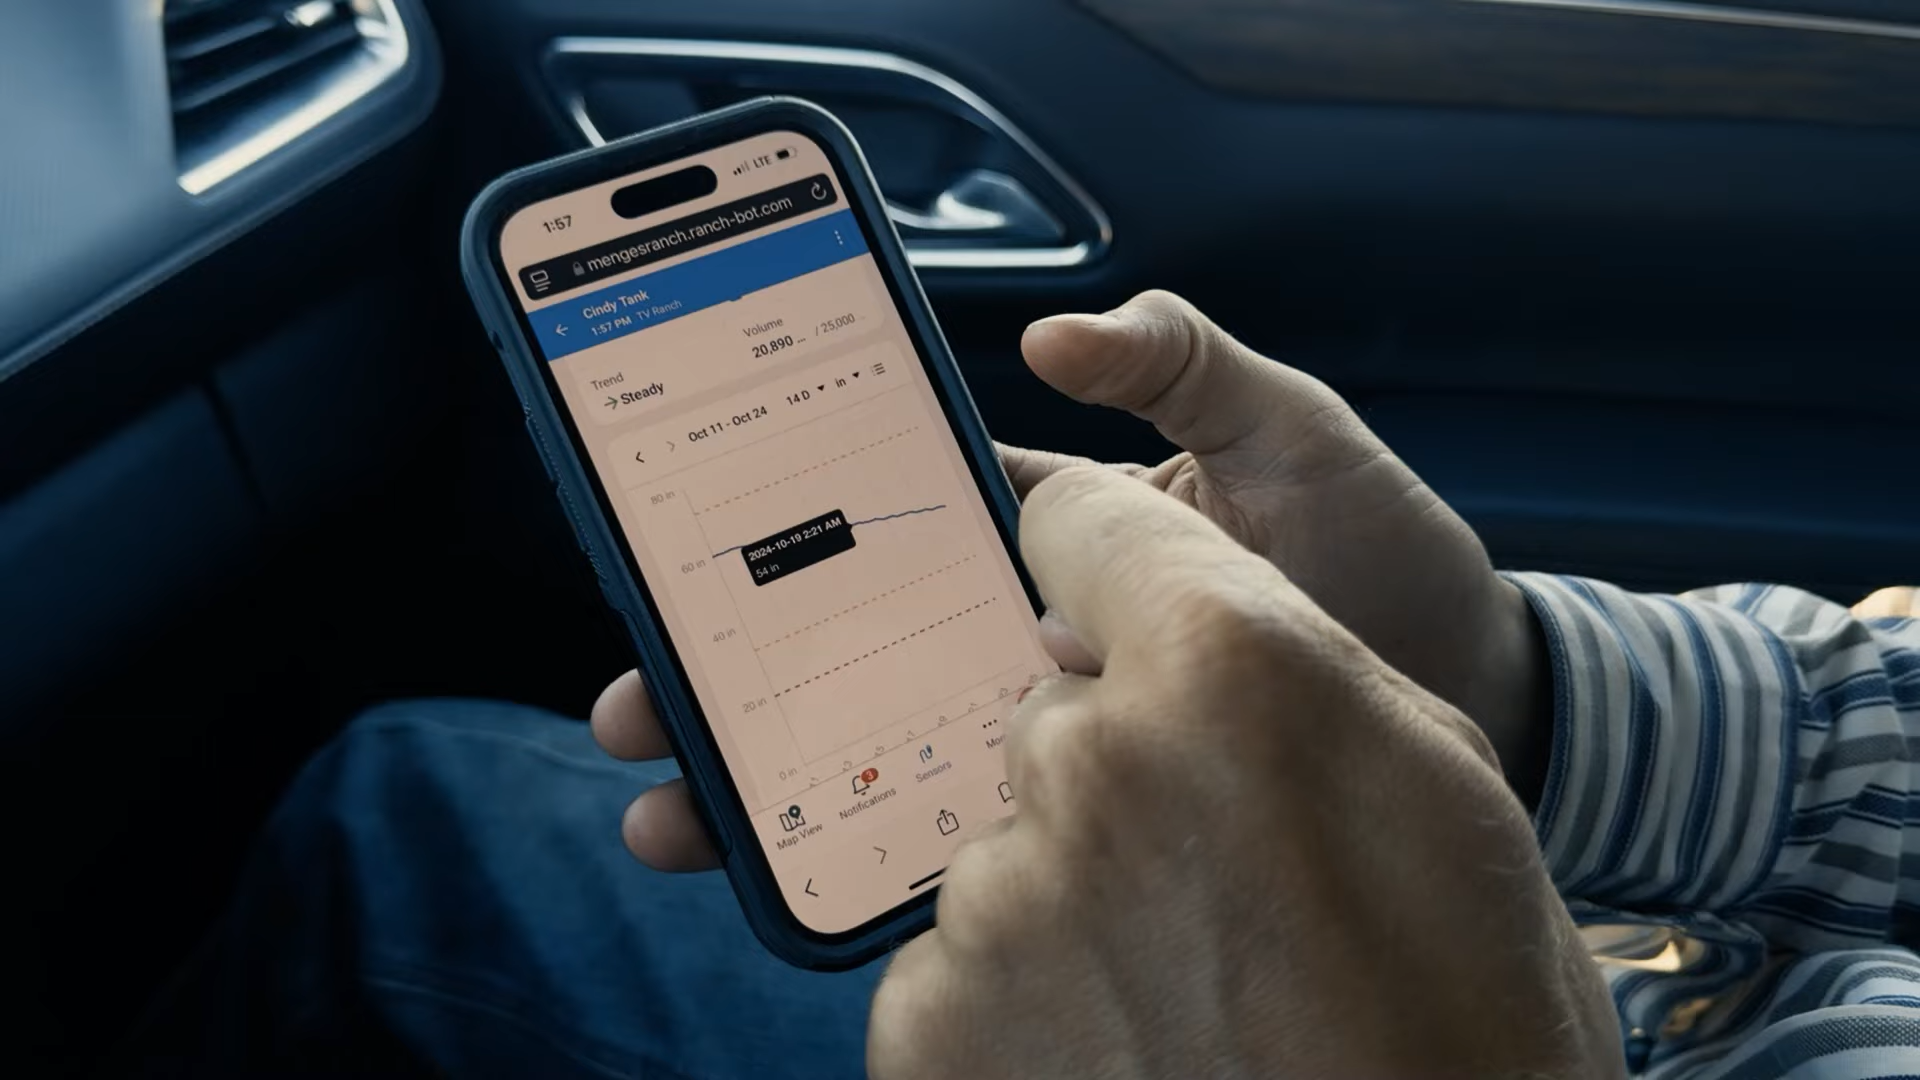 1:57
LTE
mengesranch.ranch-bot.com
Cindy Tank
1:57 PM TV Ranch
Volume
20,890 ... / 25,000 ...
Trend
Steady
Oct 11 - Oct 24 14 D in
80 in
2024-10-19 2:21 AM
54 in
60 in
40 in
20 in
0 in
Map View
3
Notifications
Sensors